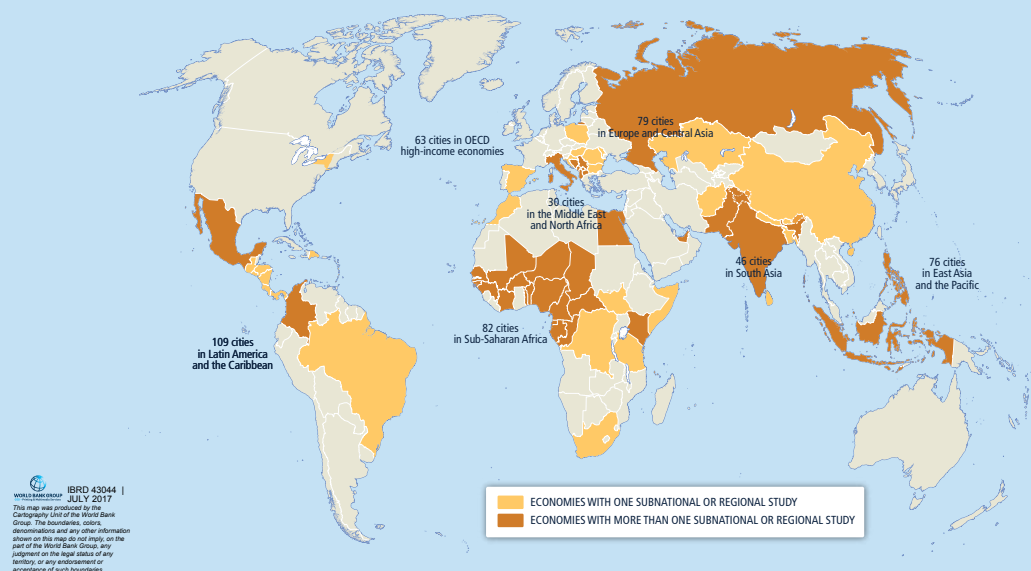 79 cities
in Europe and Central Asia
63 cities in OECD
high-income economies
30 cities
in the Middle East
and North Africa
46 cities
in South Asia
76 cities
in East Asia
and the Pacific
82 cities
in Sub-Saharan Africa
109 cities
in Latin America
and the Caribbean
WORLD BANK GROUP
IBRD 43044 |
JULY 2017
This map was produced by the
Cartography Unit of the World Bank
Group. The boundaries, colors,
denominations and any other information
shown on this map do not imply, on the
part of the World Bank Group, any
judgment on the legal status of any
territory, or any endorsement or
acceptance of such boundaries.
ECONOMIES WITH ONE SUBNATIONAL OR REGIONAL STUDY
ECONOMIES WITH MORE THAN ONE SUBNATIONAL OR REGIONAL STUDY